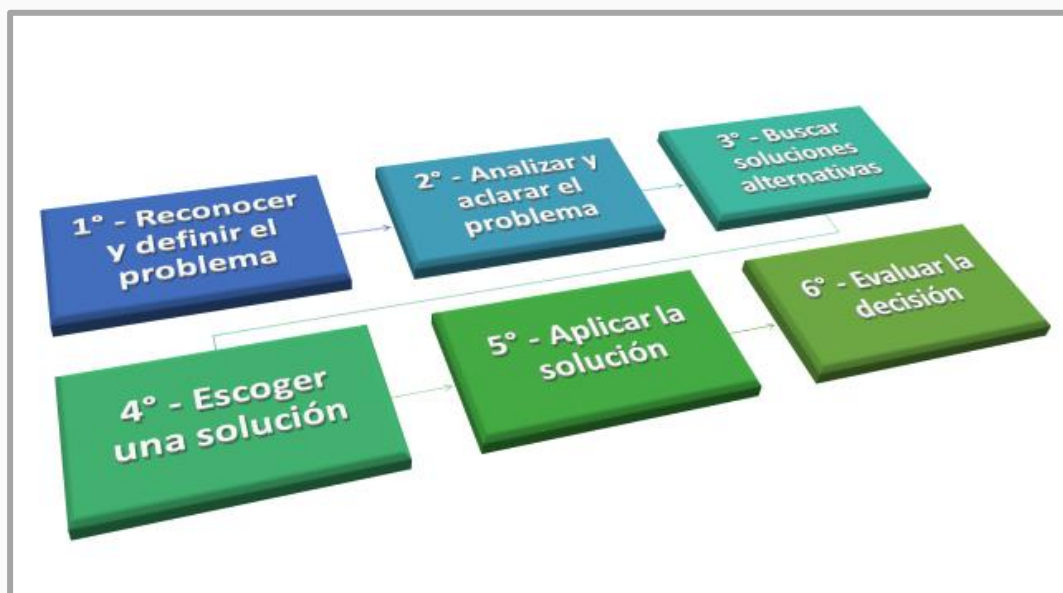 1° - Reconocer
y definir el
problema
2° - Analizar y
aclarar el
problema
3° - Buscar
soluciones
alternativas
4° - Escoger
una solución
5° - Aplicar la
solución
6° - Evaluar la
decisión